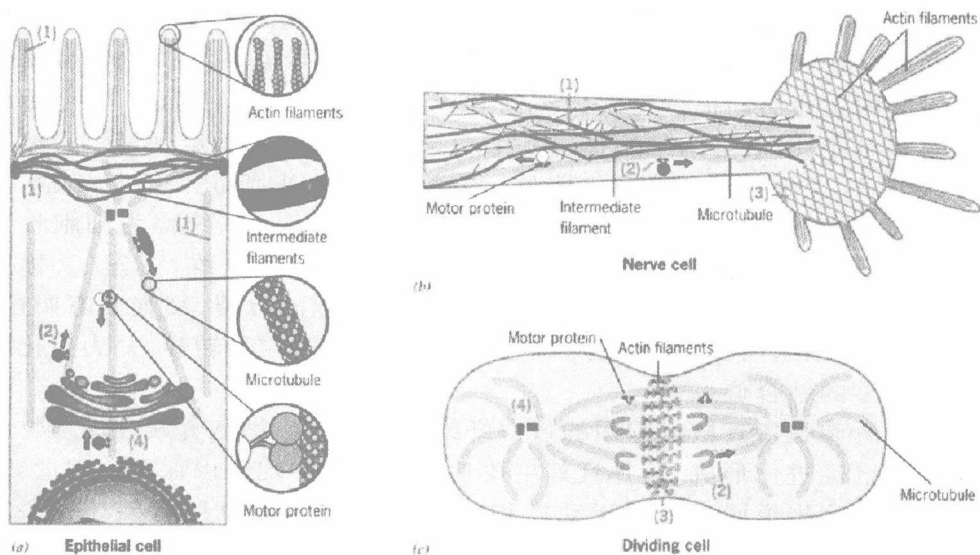 (1)
Actin filaments
(1)
Intermediate
filaments
(1)
(2)
Microtubule
(4)
Motor protein
(a) Epithelial cell
Actin filaments
(1)
(2)
(3)
Motor protein
Intermediate
filament
Microtubule
Nerve cell
(b)
Motor protein
Actin filaments
(4)
(2)
Microtubule
(3)
(c) Dividing cell